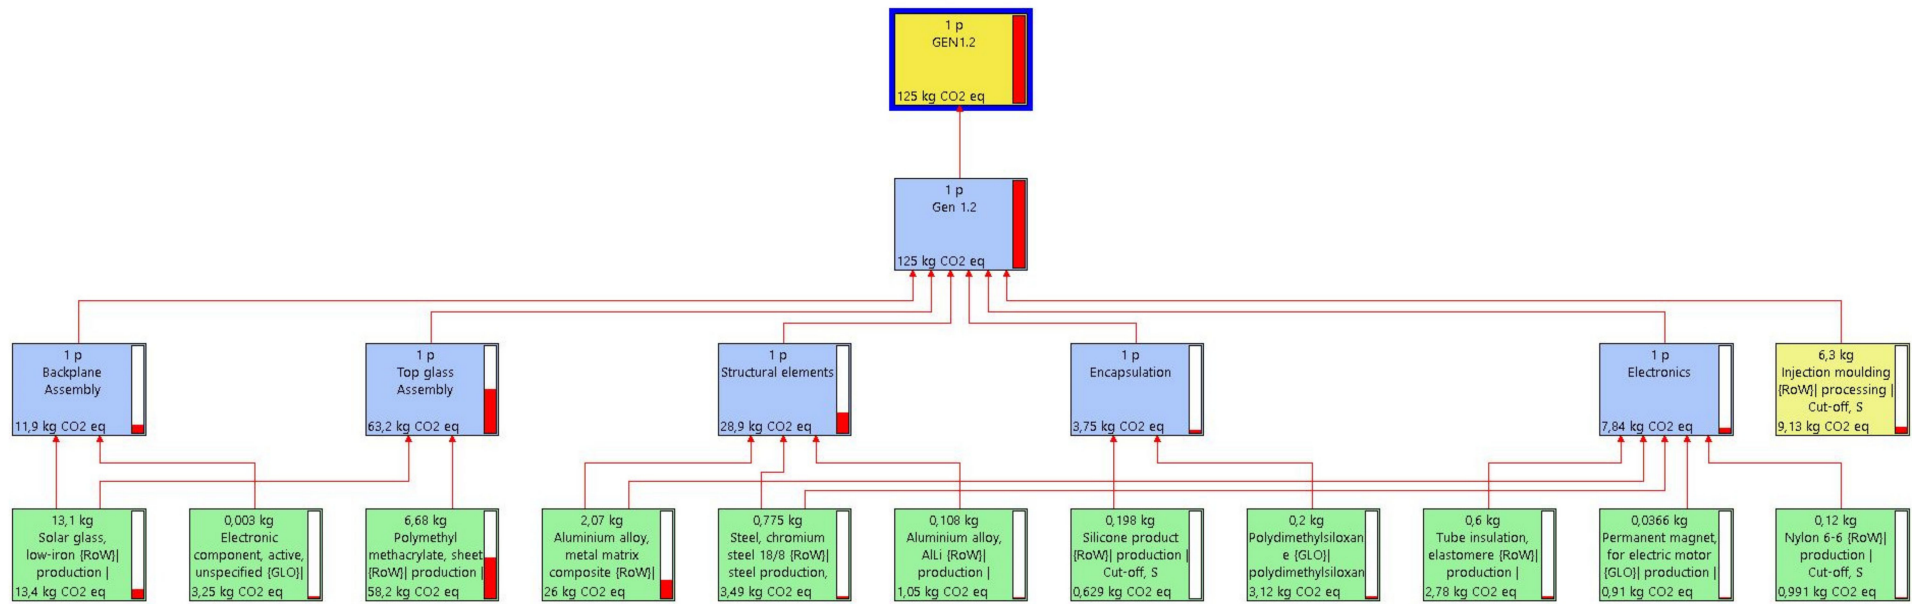 1 p
GEN1.2
125 kg CO2 eq
1 p
Gen 1.2
125 kg CO2 eq
1 p
Backplane
Assembly
11,9 kg CO2 eq
1 p
Top glass
Assembly
63,2 kg CO2 eq
1 p
Structural elements
28,9 kg CO2 eq
1 p
Encapsulation
3,75 kg CO2 eq
1 p
Electronics
7,84 kg CO2 eq
6,3 kg
Injection moulding
{RoW}| processing |
Cut-off, S
9,13 kg CO2 eq
13,1 kg
Solar glass,
low-iron {RoW}|
production |
13,4 kg CO2 eq
0,003 kg
Electronic
component, active,
unspecified {GLO}|
3,25 kg CO2 eq
6,68 kg
Polymethyl
methacrylate, sheet
{RoW}| production |
58,2 kg CO2 eq
2,07 kg
Aluminium alloy,
metal matrix
composite {RoW}|
26 kg CO2 eq
0,775 kg
Steel, chromium
steel 18/8 {RoW}|
steel production,
3,49 kg CO2 eq
0,108 kg
Aluminium alloy,
AlLi {RoW}|
production |
1,05 kg CO2 eq
0,198 kg
Silicone product
{RoW}| production |
Cut-off, S
0,629 kg CO2 eq
0,2 kg
Polydimethylsiloxan
e {GLO}|
polydimethylsiloxan
3,12 kg CO2 eq
0,6 kg
Tube insulation,
elastomere {RoW}|
production |
2,78 kg CO2 eq
0,0366 kg
Permanent magnet,
for electric motor
{GLO}| production |
0,91 kg CO2 eq
0,12 kg
Nylon 6-6 {RoW}|
production |
Cut-off, S
0,991 kg CO2 eq